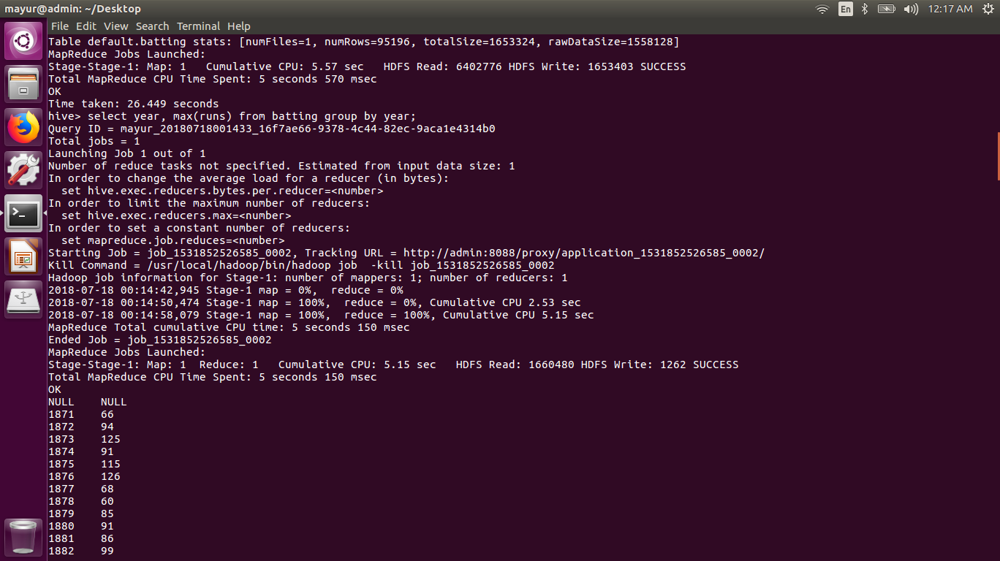 mayur@admin: ~/Desktop
En
12:17 AM
File Edit View Search Terminal Help
Table default.batting stats: [numFiles=1, numRows=95196, totalSize=1653324, rawDataSize=1558128]
MapReduce Jobs Launched:
Stage-Stage-1: Map: 1   Cumulative CPU: 5.57 sec   HDFS Read: 6402776 HDFS Write: 1653403 SUCCESS
Total MapReduce CPU Time Spent: 5 seconds 570 msec
OK
Time taken: 26.449 seconds
hive> select year, max(runs) from batting group by year;
Query ID = mayur_20180718001433_16f7ae66-9378-4c44-82ec-9aca1e4314b0
Total jobs = 1
Launching Job 1 out of 1
Number of reduce tasks not specified. Estimated from input data size: 1
In order to change the average load for a reducer (in bytes):
  set hive.exec.reducers.bytes.per.reducer=<number>
In order to limit the maximum number of reducers:
  set hive.exec.reducers.max=<number>
In order to set a constant number of reducers:
  set mapreduce.job.reduces=<number>
Starting Job = job_1531852526585_0002, Tracking URL = http://admin:8088/proxy/application_1531852526585_0002/
Kill Command = /usr/local/hadoop/bin/hadoop job  -kill job_1531852526585_0002
Hadoop job information for Stage-1: number of mappers: 1; number of reducers: 1
2018-07-18 00:14:42,945 Stage-1 map = 0%,  reduce = 0%
2018-07-18 00:14:50,474 Stage-1 map = 100%,  reduce = 0%, Cumulative CPU 2.53 sec
2018-07-18 00:14:58,079 Stage-1 map = 100%,  reduce = 100%, Cumulative CPU 5.15 sec
MapReduce Total cumulative CPU time: 5 seconds 150 msec
Ended Job = job_1531852526585_0002
MapReduce Jobs Launched:
Stage-Stage-1: Map: 1  Reduce: 1   Cumulative CPU: 5.15 sec   HDFS Read: 1660480 HDFS Write: 1262 SUCCESS
Total MapReduce CPU Time Spent: 5 seconds 150 msec
OK
NULL    NULL
1871    66
1872    94
1873    125
1874    91
1875    115
1876    126
1877    68
1878    60
1879    85
1880    91
1881    86
1882    99